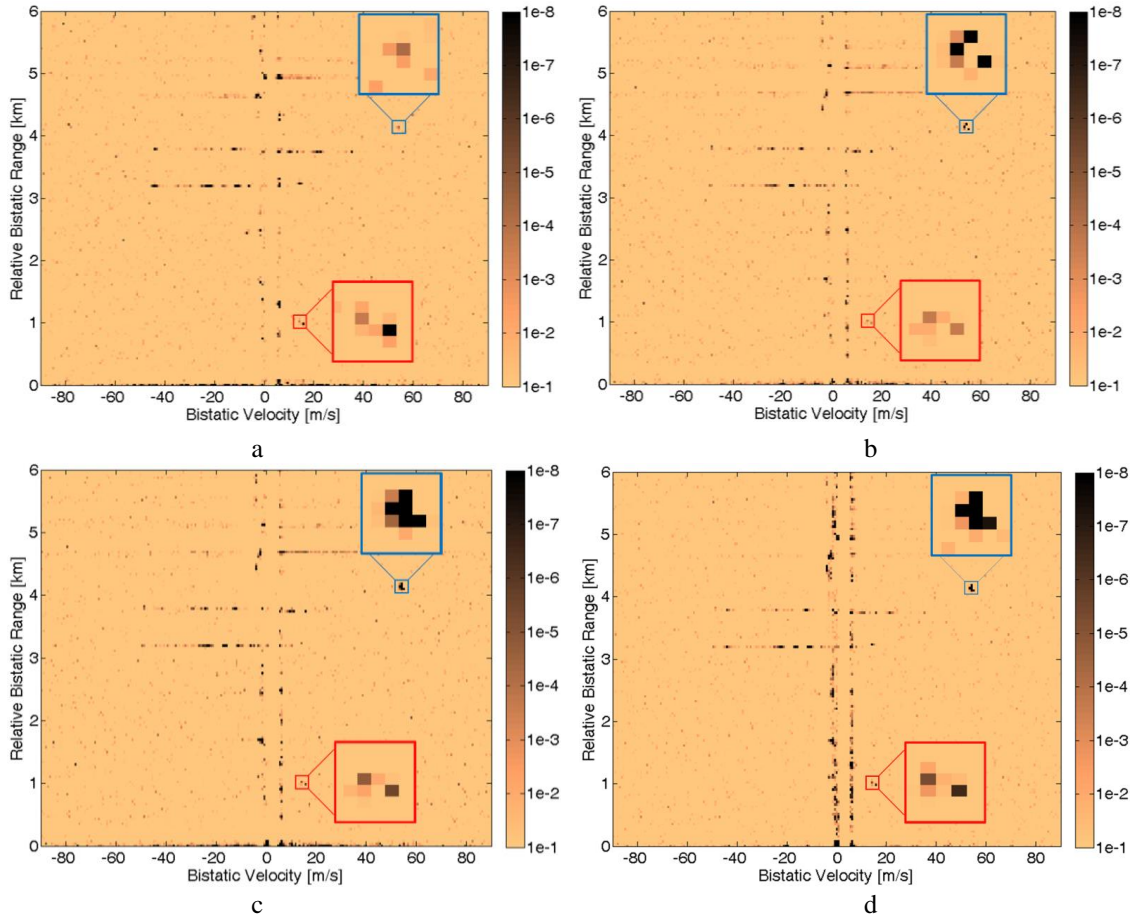 6
5
4
3
2
1
0
Relative Bistatic Range [km]
-80 -60 -40 -20 0 20 40 60 80
Bistatic Velocity [m/s]
1e-8
1e-7
1e-6
1e-5
1e-4
1e-3
1e-2
1e-1
a
6
5
4
3
2
1
0
Relative Bistatic Range [km]
-80 -60 -40 -20 0 20 40 60 80
Bistatic Velocity [m/s]
1e-8
1e-7
1e-6
1e-5
1e-4
1e-3
1e-2
1e-1
b
6
5
4
3
2
1
0
Relative Bistatic Range [km]
-80 -60 -40 -20 0 20 40 60 80
Bistatic Velocity [m/s]
1e-8
1e-7
1e-6
1e-5
1e-4
1e-3
1e-2
1e-1
c
6
5
4
3
2
1
0
Relative Bistatic Range [km]
-80 -60 -40 -20 0 20 40 60 80
Bistatic Velocity [m/s]
1e-8
1e-7
1e-6
1e-5
1e-4
1e-3
1e-2
1e-1
d